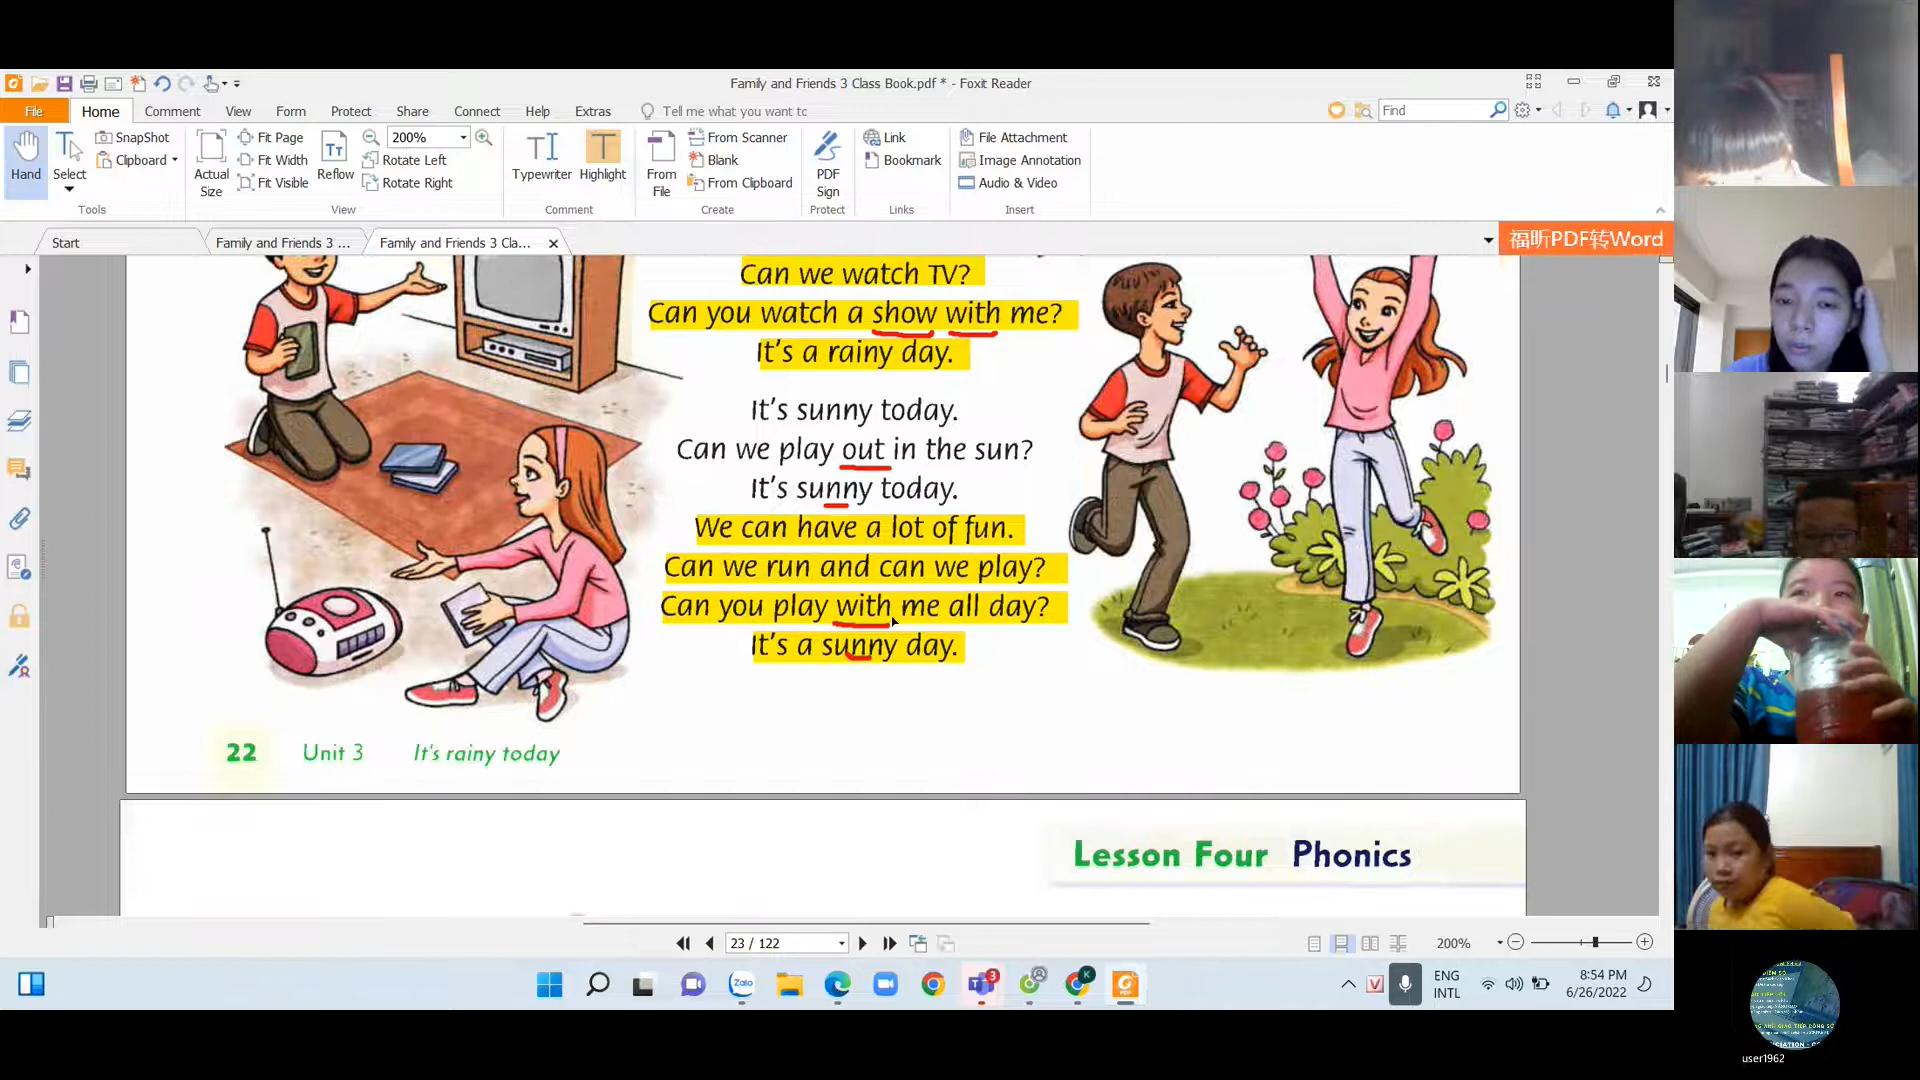 Family and Friends 3 Class Book.pdf * - Foxit Reader
File Home Comment View Form Protect Share Connect Help Extras Tell me what you want tc Find
Hand
Select
SnapShot
Clipboard
Tools
Actual Size
Fit Page
Fit Width
Fit Visible
Reflow
200%
Rotate Left
Rotate Right
View
Typewriter
Highlight
Comment
From File
From Scanner
Blank
From Clipboard
Create
PDF Sign
Protect
Link
Bookmark
Links
File Attachment
Image Annotation
Audio & Video
Insert
Start Family and Friends 3 ... Family and Friends 3 Cla... 福昕PDF转Word
Can we watch TV?
Can you watch a show with me?
It's a rainy day.
It's sunny today.
Can we play out in the sun?
It's sunny today.
We can have a lot of fun.
Can we run and can we play?
Can you play with me all day?
It's a sunny day.
22 Unit 3 It's rainy today
Lesson Four Phonics
23 / 122 200%
Zalo
3
K
V
ENG
INTL
8:54 PM
6/26/2022
user1962